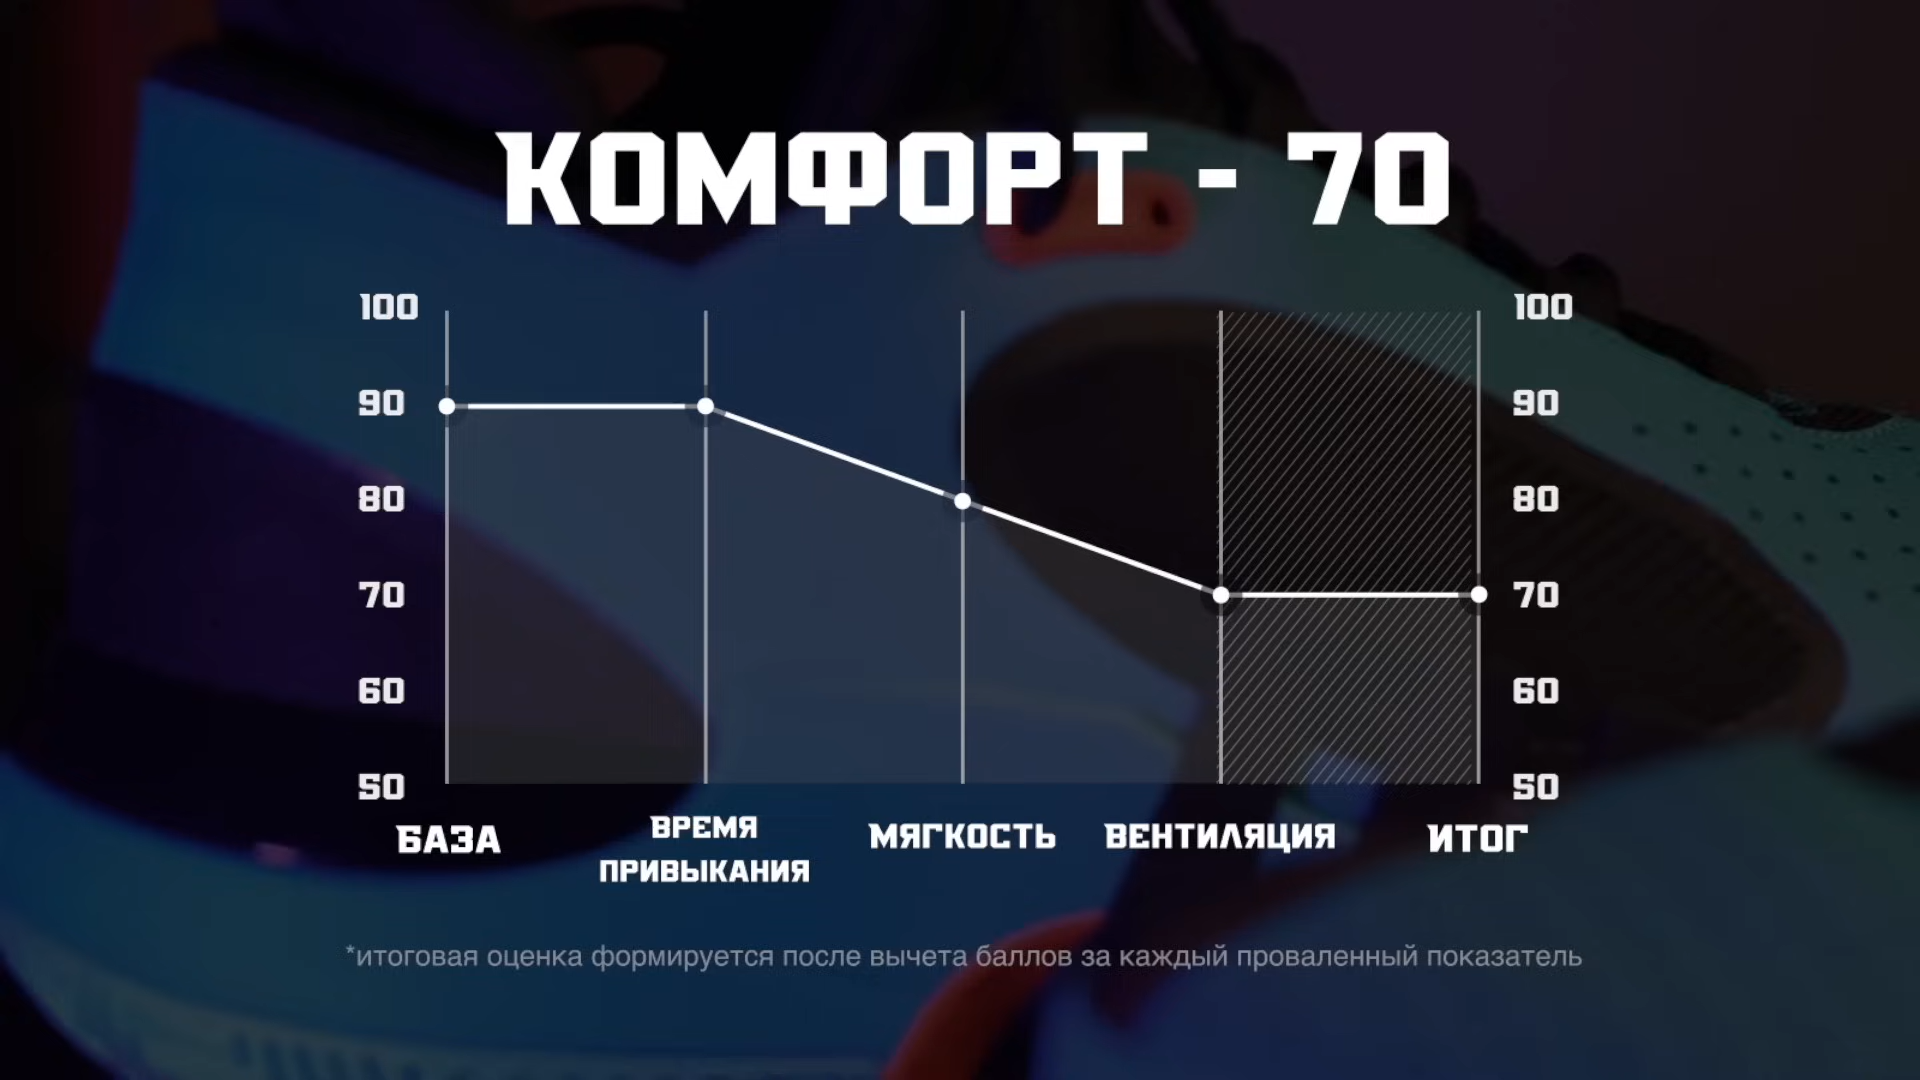 КОМФОРТ - 70
100 100
90 90
80 80
70 70
60 60
50 50
БАЗА ВРЕМЯ ПРИВЫКАНИЯ МЯГКОСТЬ ВЕНТИЛЯЦИЯ ИТОГ
*итоговая оценка формируется после вычета баллов за каждый проваленный показатель